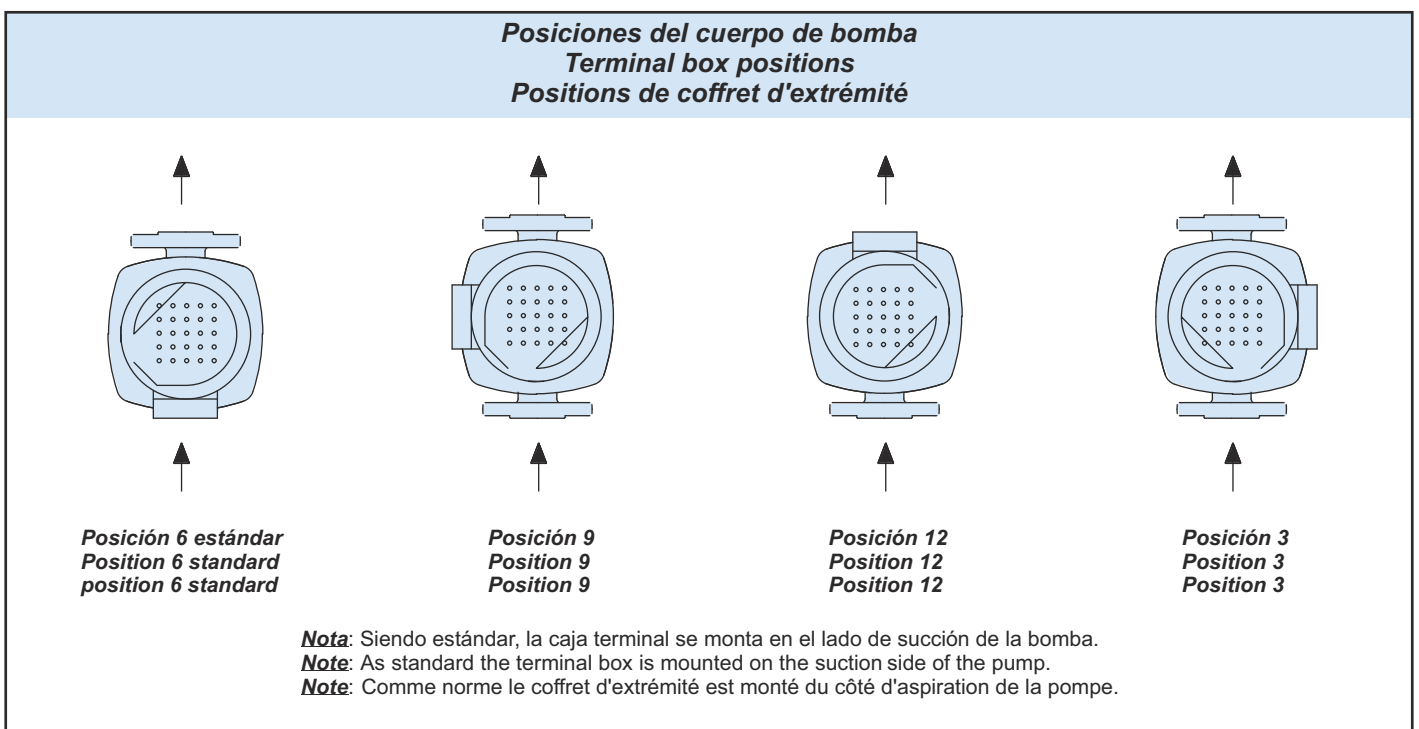 Posiciones del cuerpo de bomba
Terminal box positions
Positions de coffret d'extrémité
Posición 6 estándar
Position 6 standard
position 6 standard
Posición 9
Position 9
Position 9
Posición 12
Position 12
Position 12
Posición 3
Position 3
Position 3
Nota: Siendo estándar, la caja terminal se monta en el lado de succión de la bomba.
Note: As standard the terminal box is mounted on the suction side of the pump.
Note: Comme norme le coffret d'extrémité est monté du côté d'aspiration de la pompe.